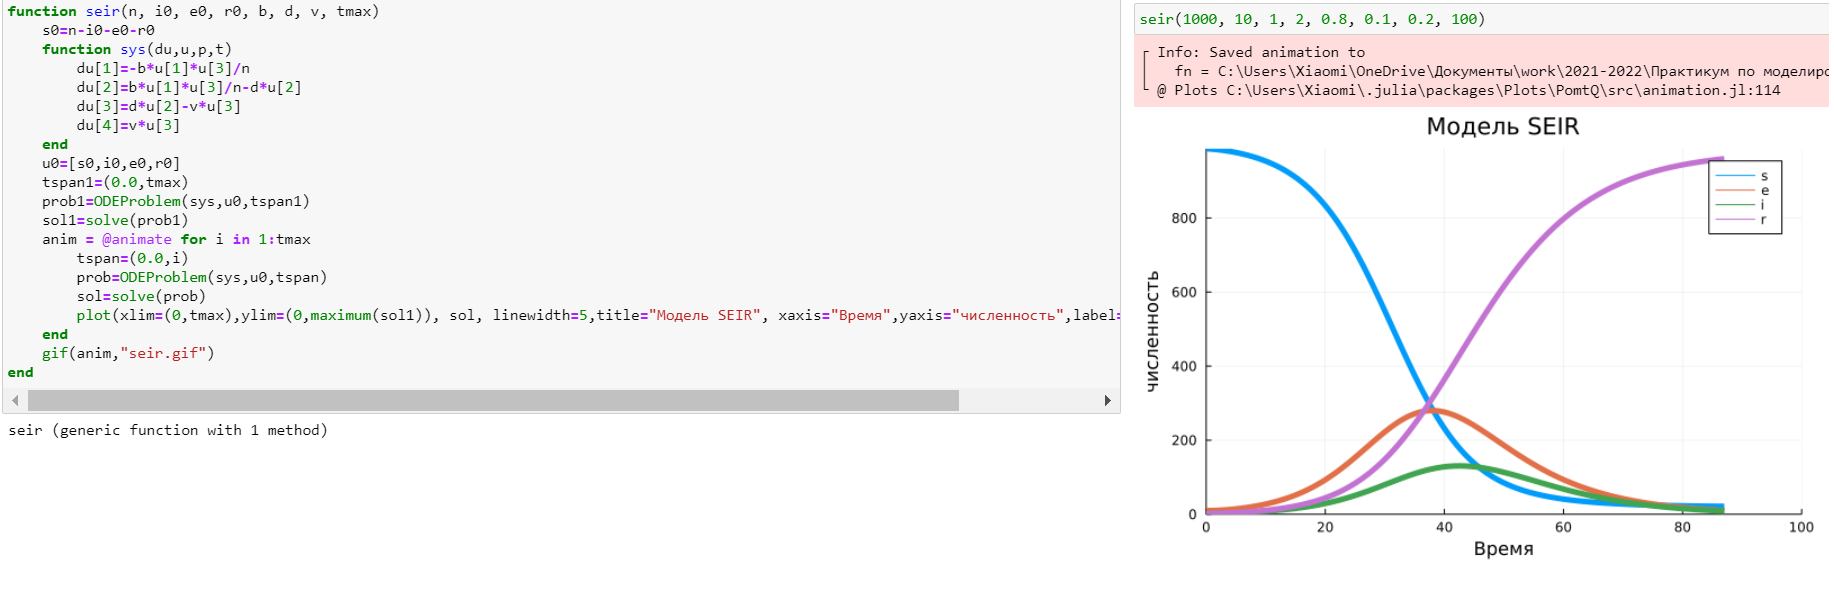 function seir(n, i0, e0, r0, b, d, v, tmax)
    s0=n-i0-e0-r0
    function sys(du,u,p,t)
        du[1]=-b*u[1]*u[3]/n
        du[2]=b*u[1]*u[3]/n-d*u[2]
        du[3]=d*u[2]-v*u[3]
        du[4]=v*u[3]
    end
    u0=[s0,i0,e0,r0]
    tspan1=(0.0,tmax)
    prob1=ODEProblem(sys,u0,tspan1)
    sol1=solve(prob1)
    anim = @animate for i in 1:tmax
        tspan=(0.0,i)
        prob=ODEProblem(sys,u0,tspan)
        sol=solve(prob)
        plot(xlim=(0,tmax),ylim=(0,maximum(sol1)), sol, linewidth=5,title="Модель SEIR", xaxis="Время",yaxis="численность",label=
    end
    gif(anim,"seir.gif")
end
seir (generic function with 1 method)
seir(1000, 10, 1, 2, 0.8, 0.1, 0.2, 100)
Info: Saved animation to
fn = C:\Users\Xiaomi\OneDrive\Документы\work\2021-2022\Практикум по моделиро
@ Plots C:\Users\Xiaomi\.julia\packages\Plots\PomtQ\src\animation.jl:114
Модель SEIR
s
e
i
r
800
600
400
200
0
численность
0 20 40 60 80 100
Время